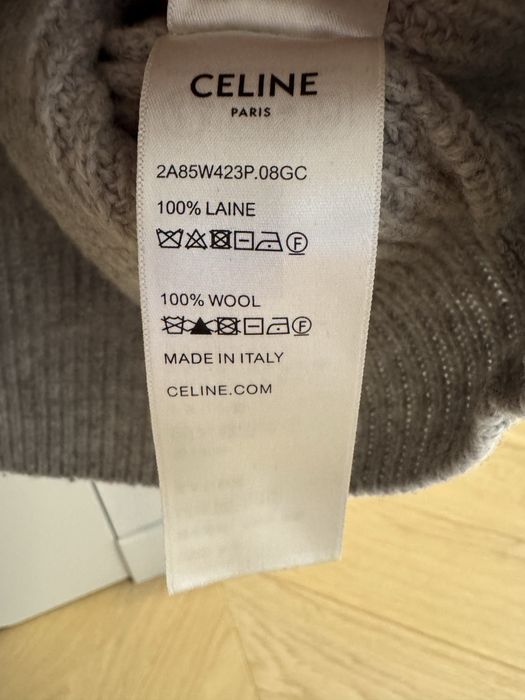 CELINE
PARIS
2A85W423P.08GC
100% LAINE
F
100% WOOL
F
MADE IN ITALY
CELINE.COM